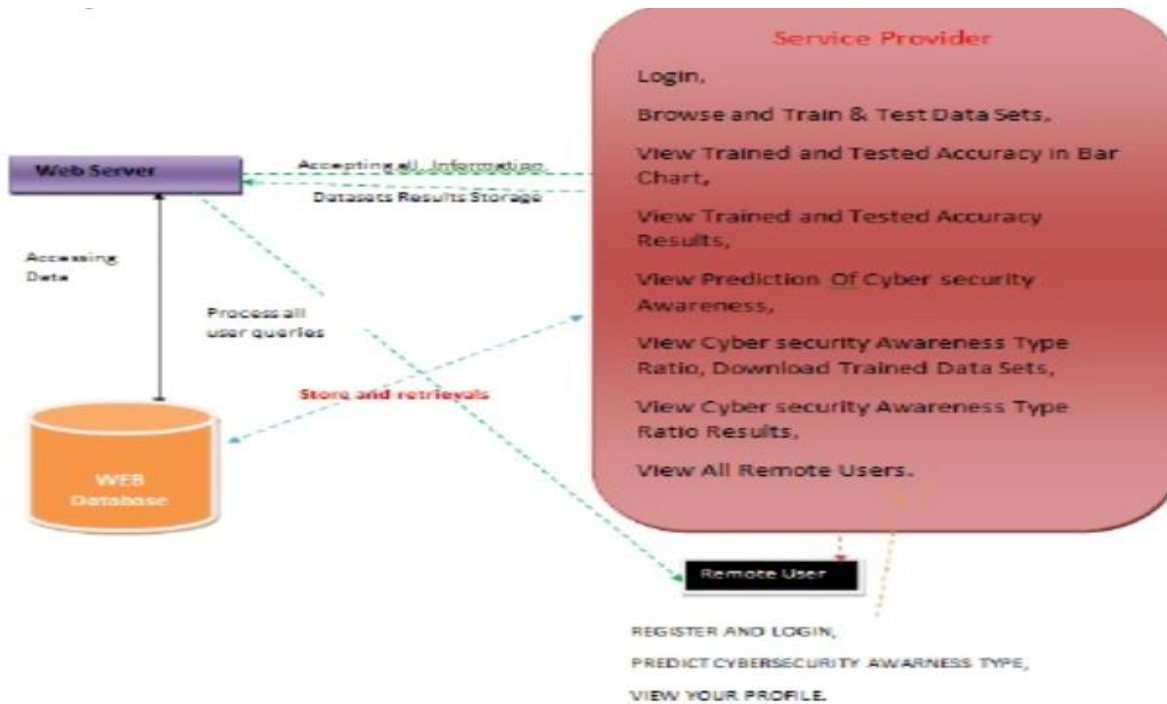 Service Provider
Login,
Browse and Train & Test Data Sets,
View Trained and Tested Accuracy in Bar
Chart,
View Trained and Tested Accuracy
Results,
View Prediction Of Cyber security
Awareness,
View Cyber security Awareness Type
Ratio, Download Trained Data Sets,
View Cyber security Awareness Type
Ratio Results,
View All Remote Users.
Web Server
Accepting all Information
Datasets Results Storage
Accessing
Data
Process all
user queries
Store and retrievals
WEB
Database
Remote User
REGISTER AND LOGIN,
PREDICT CYBERSECURITY AWARNESS TYPE,
VIEW YOUR PROFILE.